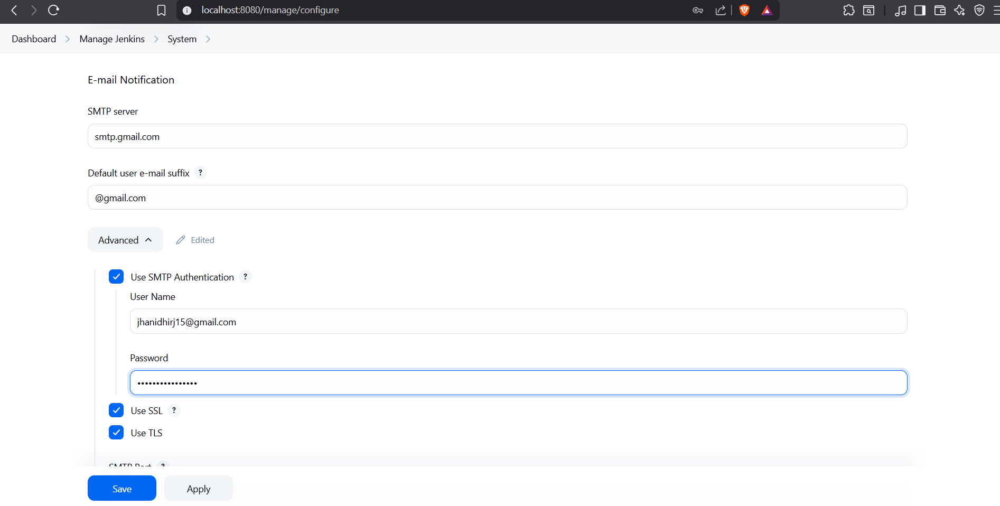 localhost:8080/manage/configure
Dashboard > Manage Jenkins > System >
E-mail Notification
SMTP server
smtp.gmail.com
Default user e-mail suffix ?
@gmail.com
Advanced Edited
Use SMTP Authentication ?
User Name
jhanidhirj15@gmail.com
Password
••••••••••••••••
Use SSL ?
Use TLS
SMTP Port ?
Save Apply